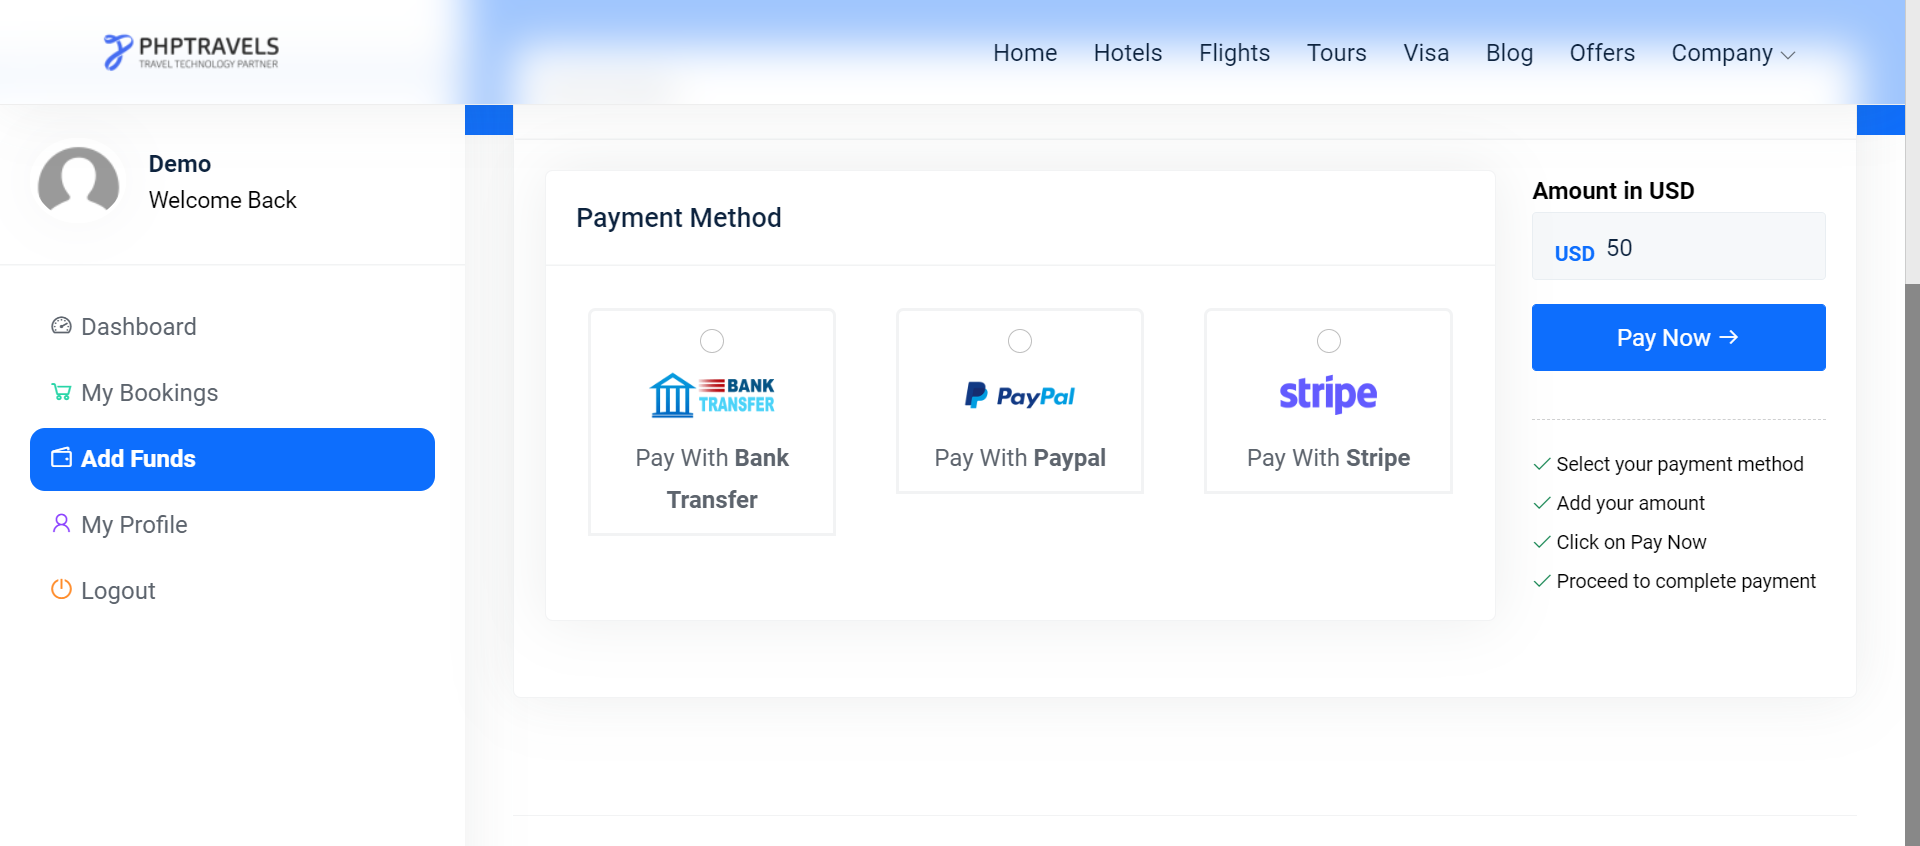 PHPTRAVELS
TRAVEL TECHNOLOGY PARTNER
Home Hotels Flights Tours Visa Blog Offers Company
Demo
Welcome Back
Dashboard
My Bookings
Add Funds
My Profile
Logout
Payment Method
BANK
TRANSFER
Pay With Bank
Transfer
PayPal
Pay With Paypal
stripe
Pay With Stripe
Amount in USD
USD 50
Pay Now
Select your payment method
Add your amount
Click on Pay Now
Proceed to complete payment